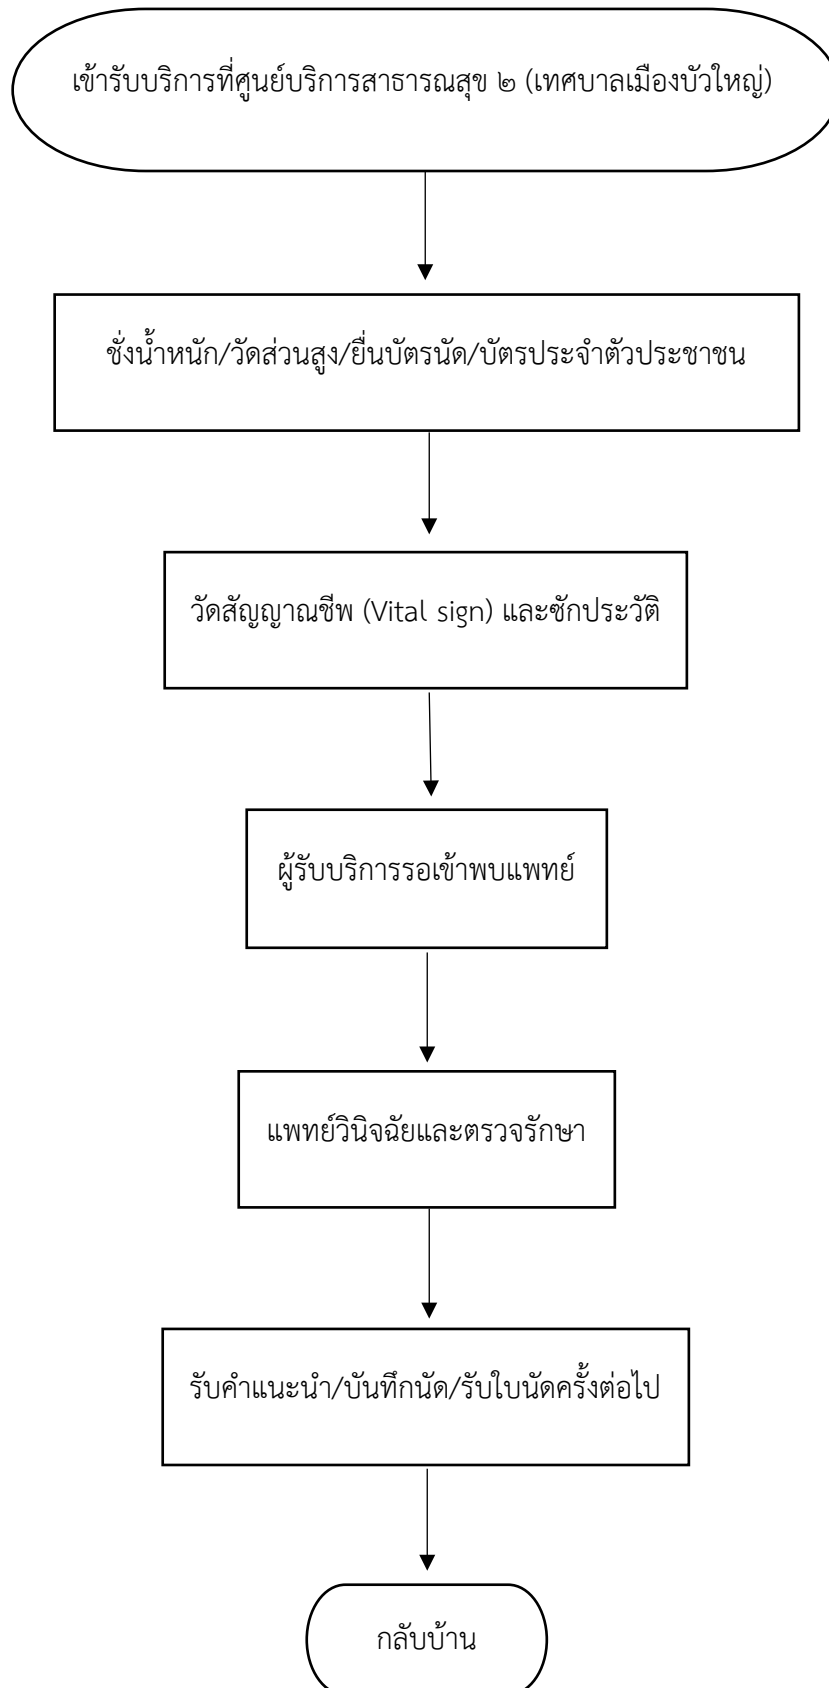 เข้ารับบริการที่ศูนย์บริการสาธารณสุข ๒ (เทศบาลเมืองบัวใหญ่)
ชั่งน้ำหนัก/วัดส่วนสูง/ยื่นบัตรนัด/บัตรประจำตัวประชาชน
วัดสัญญาณชีพ (Vital sign) และซักประวัติ
ผู้รับบริการรอเข้าพบแพทย์
แพทย์วินิจฉัยและตรวจรักษา
รับคำแนะนำ/บันทึกนัด/รับใบนัดครั้งต่อไป
กลับบ้าน